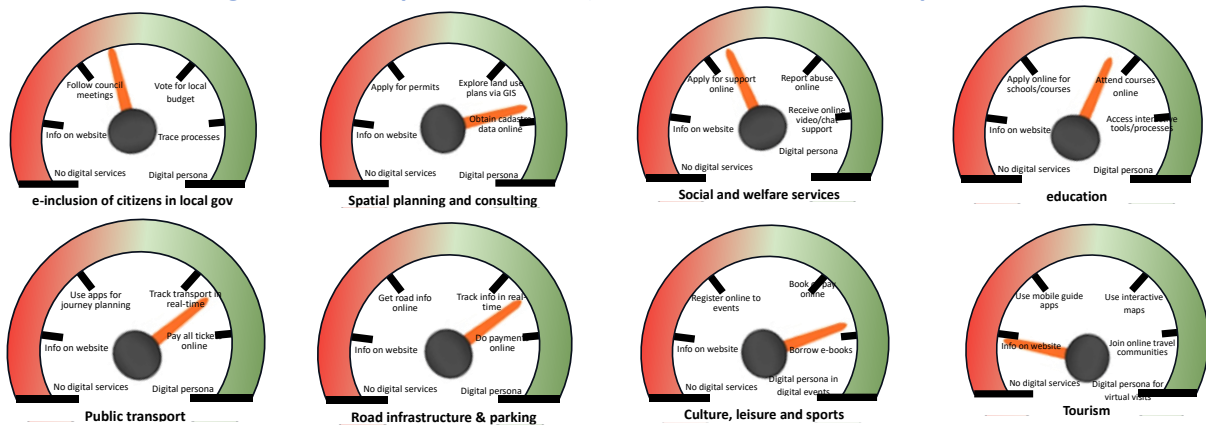 Follow council
meetings
Vote for local
budget
Info on website
Trace processes
No digital services
Digital persona
e-inclusion of citizens in local gov
Apply for permits
Explore land use
plans via GIS
Info on website
Obtain cadastre
data online
No digital services
Digital persona
Spatial planning and consulting
Apply for support
online
Report abuse
online
Info on website
Receive online
video/chat
support
No digital services
Digital persona
Social and welfare services
Apply online for
schools/courses
Attend courses
online
Info on website
Access interactive
tools/processes
No digital services
Digital persona
education
Use apps for
journey planning
Track transport in
real-time
Info on website
Pay all tickets
online
No digital services
Digital persona
Public transport
Get road info
online
Track info in real-
time
Info on website
Do payments
online
No digital services
Digital persona
Road infrastructure & parking
Register online to
events
Book pay
online
Info on website
Borrow e-books
No digital services
Digital persona in
digital events
Culture, leisure and sports
Use mobile guide
apps
Use interactive
maps
Info on website
Join online travel
communities
No digital services
Digital persona for
virtual visits
Tourism